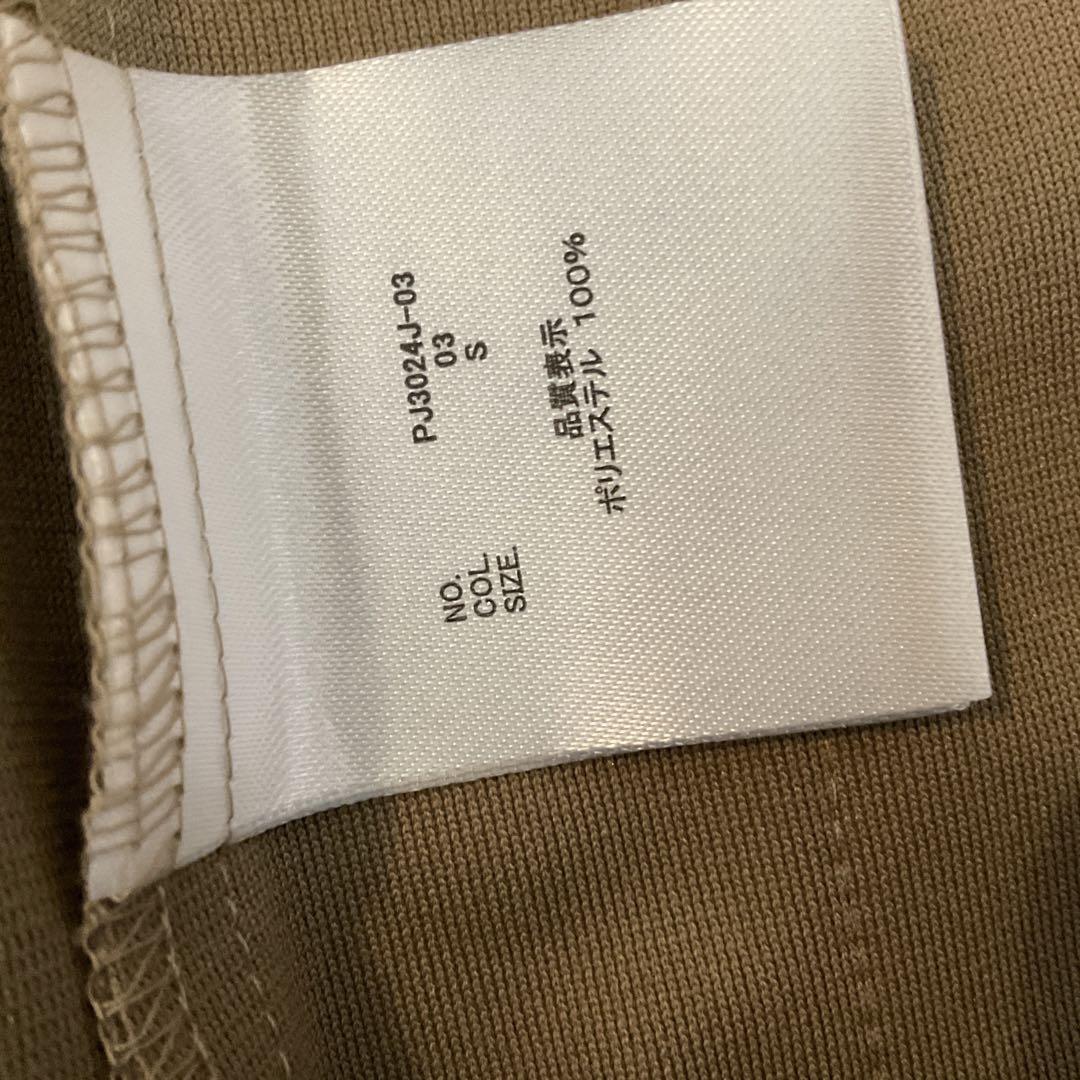 NO. PJ3024J-03
COL. 03
SIZE. S
品質表示
ポリエステル 100%